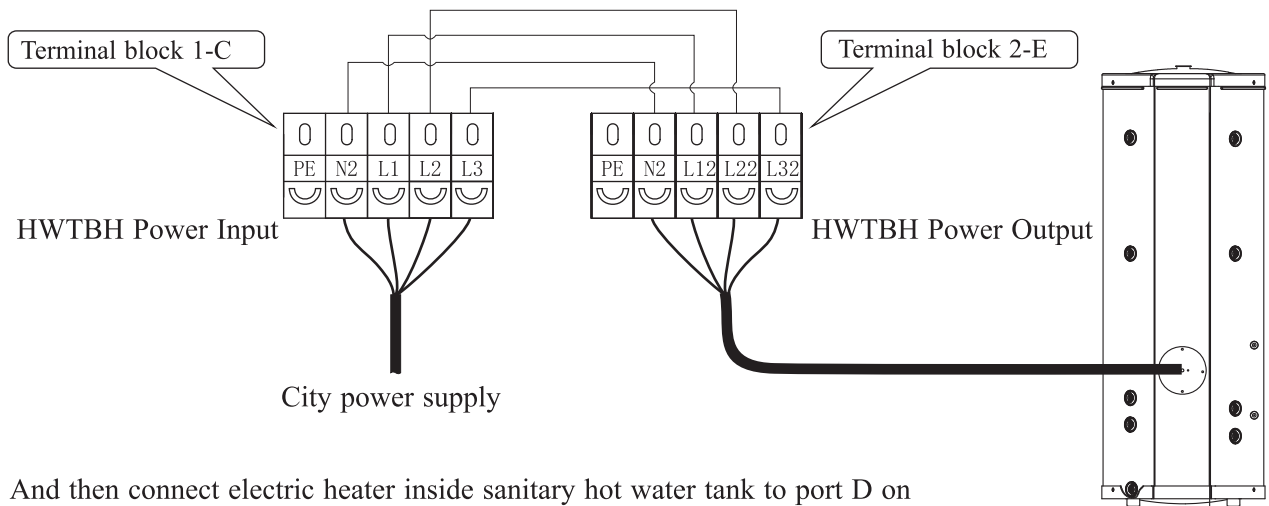 Terminal block 1-C
Terminal block 2-E
PE N2 L1 L2 L3
PE N2 L12 L22 L32
HWTBH Power Input
HWTBH Power Output
City power supply
And then connect electric heater inside sanitary hot water tank to port D on